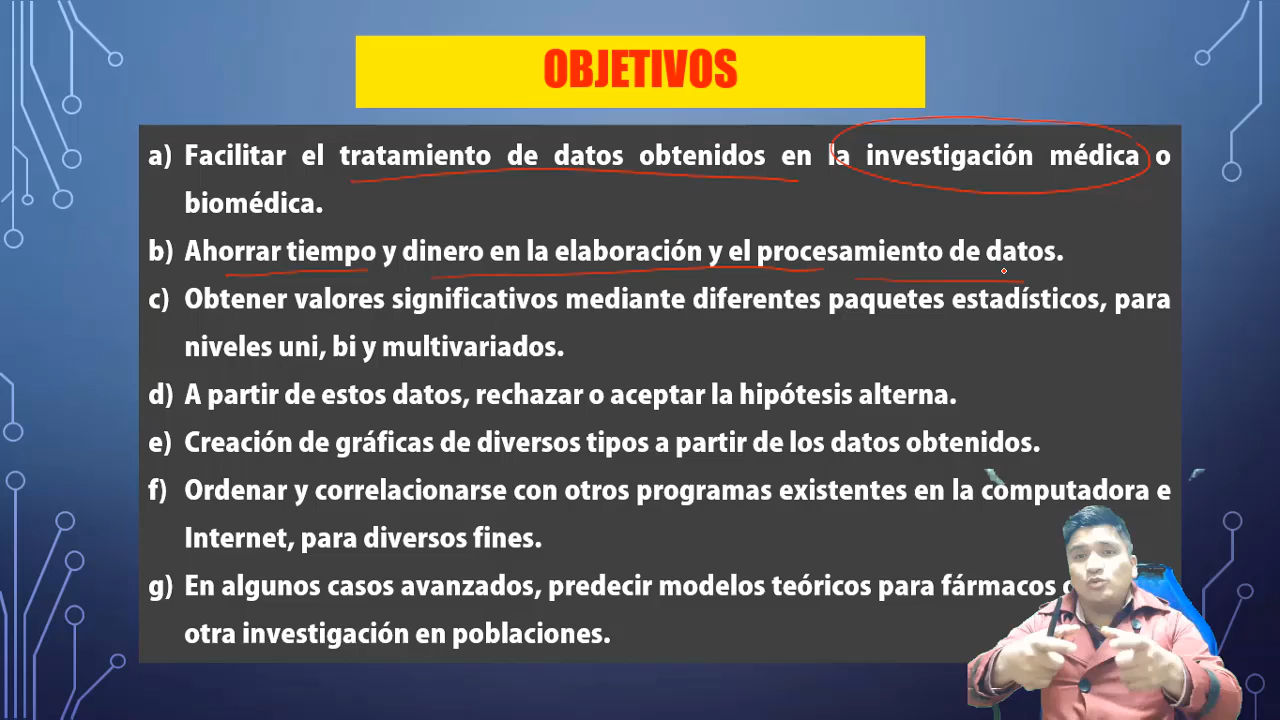 OBJETIVOS
a) Facilitar el tratamiento de datos obtenidos en la investigación médica o
biomédica.
b) Ahorrar tiempo y dinero en la elaboración y el procesamiento de datos.
c) Obtener valores significativos mediante diferentes paquetes estadísticos, para
niveles uni, bi y multivariados.
d) A partir de estos datos, rechazar o aceptar la hipótesis alterna.
e) Creación de gráficas de diversos tipos a partir de los datos obtenidos.
f) Ordenar y correlacionarse con otros programas existentes en la computadora e
Internet, para diversos fines.
g) En algunos casos avanzados, predecir modelos teóricos para fármacos
otra investigación en poblaciones.